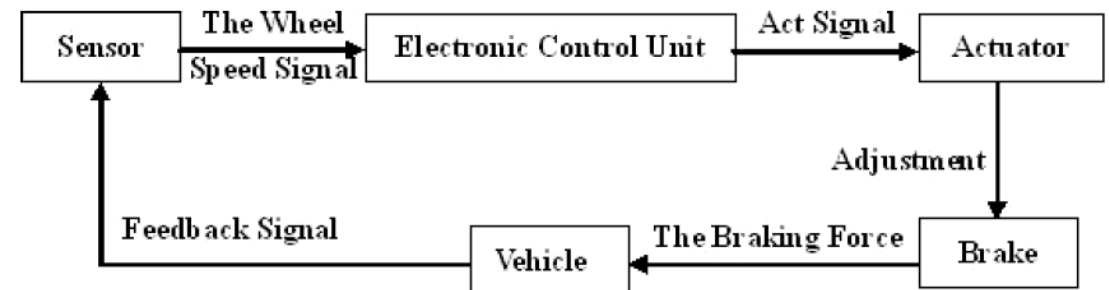 The Wheel
Sensor
Speed Signal
Electronic Control Unit
Act Signal
Actuator
Adjustment
Feedback Signal
Vehicle
The Braking Force
Brake